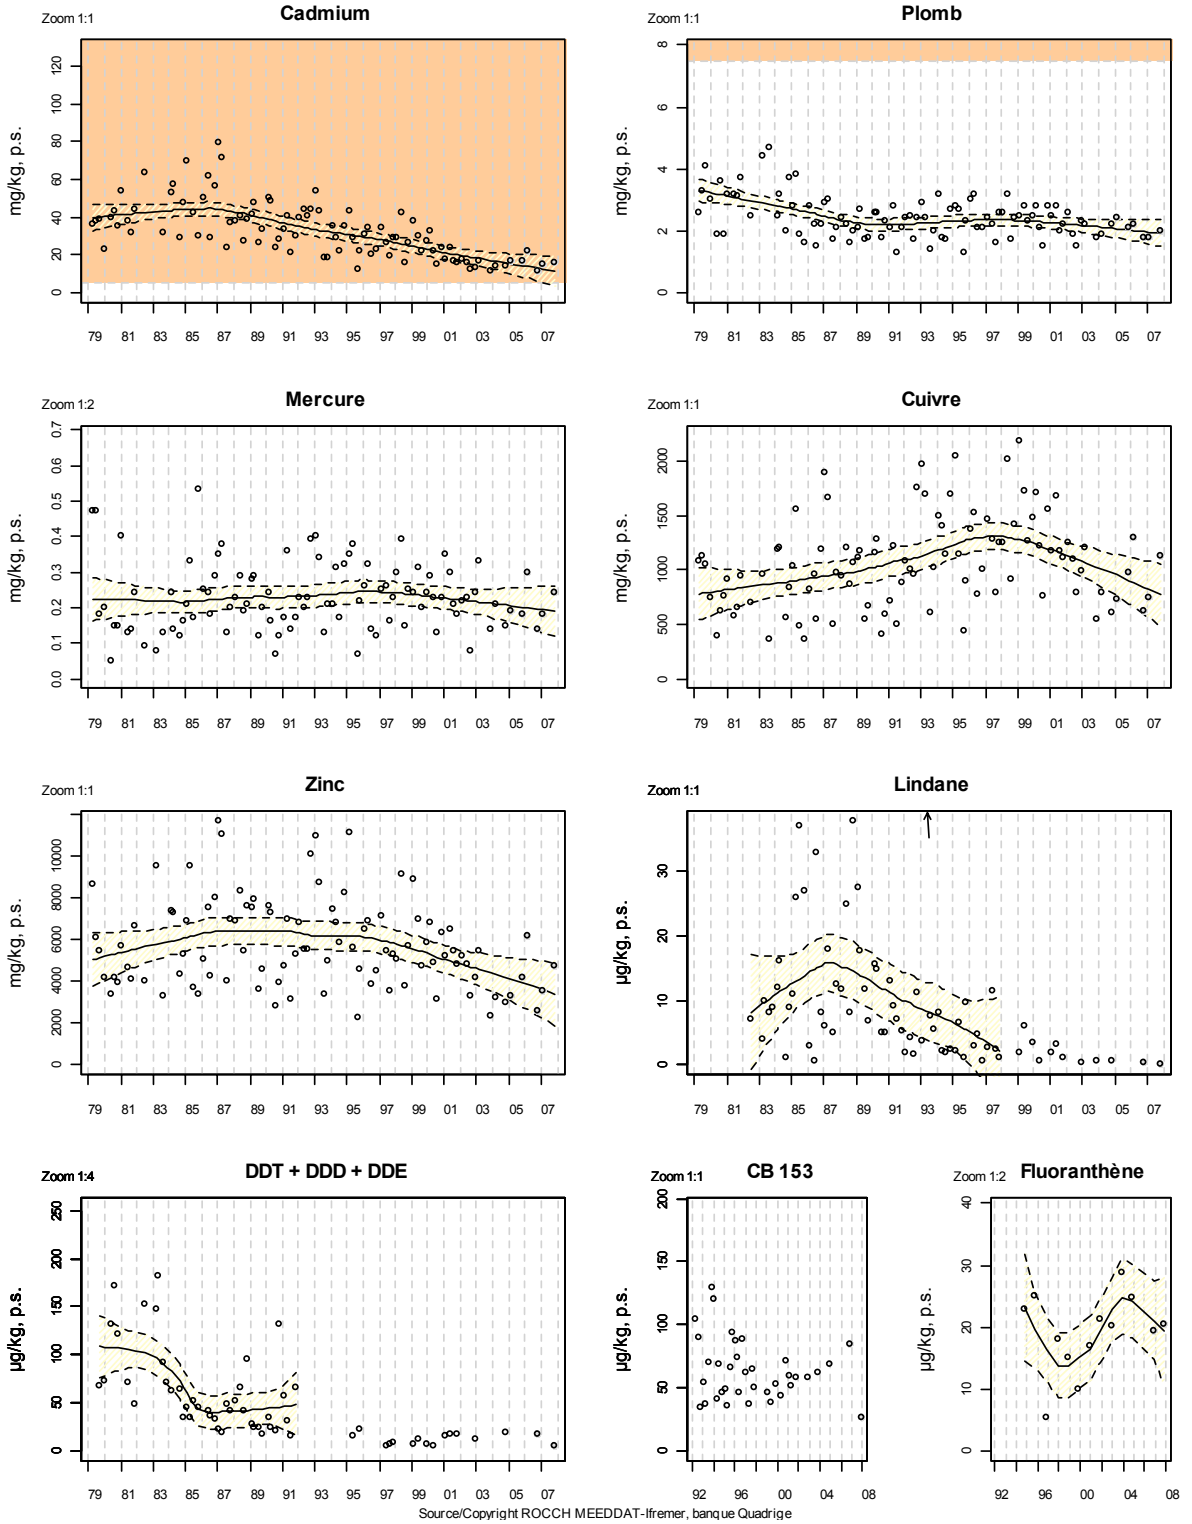 Zoom 1:1
Cadmium
mg/kg, p.s.
0 20 40 60 80 100 120
79 81 83 85 87 89 91 93 95 97 99 01 03 05 07
Zoom 1:1
Plomb
mg/kg, p.s.
0 2 4 6 8
79 81 83 85 87 89 91 93 95 97 99 01 03 05 07
Zoom 1:2
Mercure
mg/kg, p.s.
0.0 0.1 0.2 0.3 0.4 0.5 0.6 0.7
79 81 83 85 87 89 91 93 95 97 99 01 03 05 07
Zoom 1:1
Cuivre
mg/kg, p.s.
0 500 1000 1500 2000
79 81 83 85 87 89 91 93 95 97 99 01 03 05 07
Zoom 1:1
Zinc
mg/kg, p.s.
0 2000 4000 6000 8000 10000
79 81 83 85 87 89 91 93 95 97 99 01 03 05 07
Zoom 1:1
Lindane
µg/kg, p.s.
0 10 20 30
79 81 83 85 87 89 91 93 95 97 99 01 03 05 07
Zoom 1:4
DDT + DDD + DDE
µg/kg, p.s.
0 50 100 150 200 250
79 81 83 85 87 89 91 93 95 97 99 01 03 05 07
Zoom 1:1
CB 153
µg/kg, p.s.
0 50 100 150 200
92 96 00 04 08
Zoom 1:2
Fluoranthène
µg/kg, p.s.
0 10 20 30 40
92 96 00 04 08
Source/Copyright ROCCH MEEDDAT-Ifremer, banque Quadrige